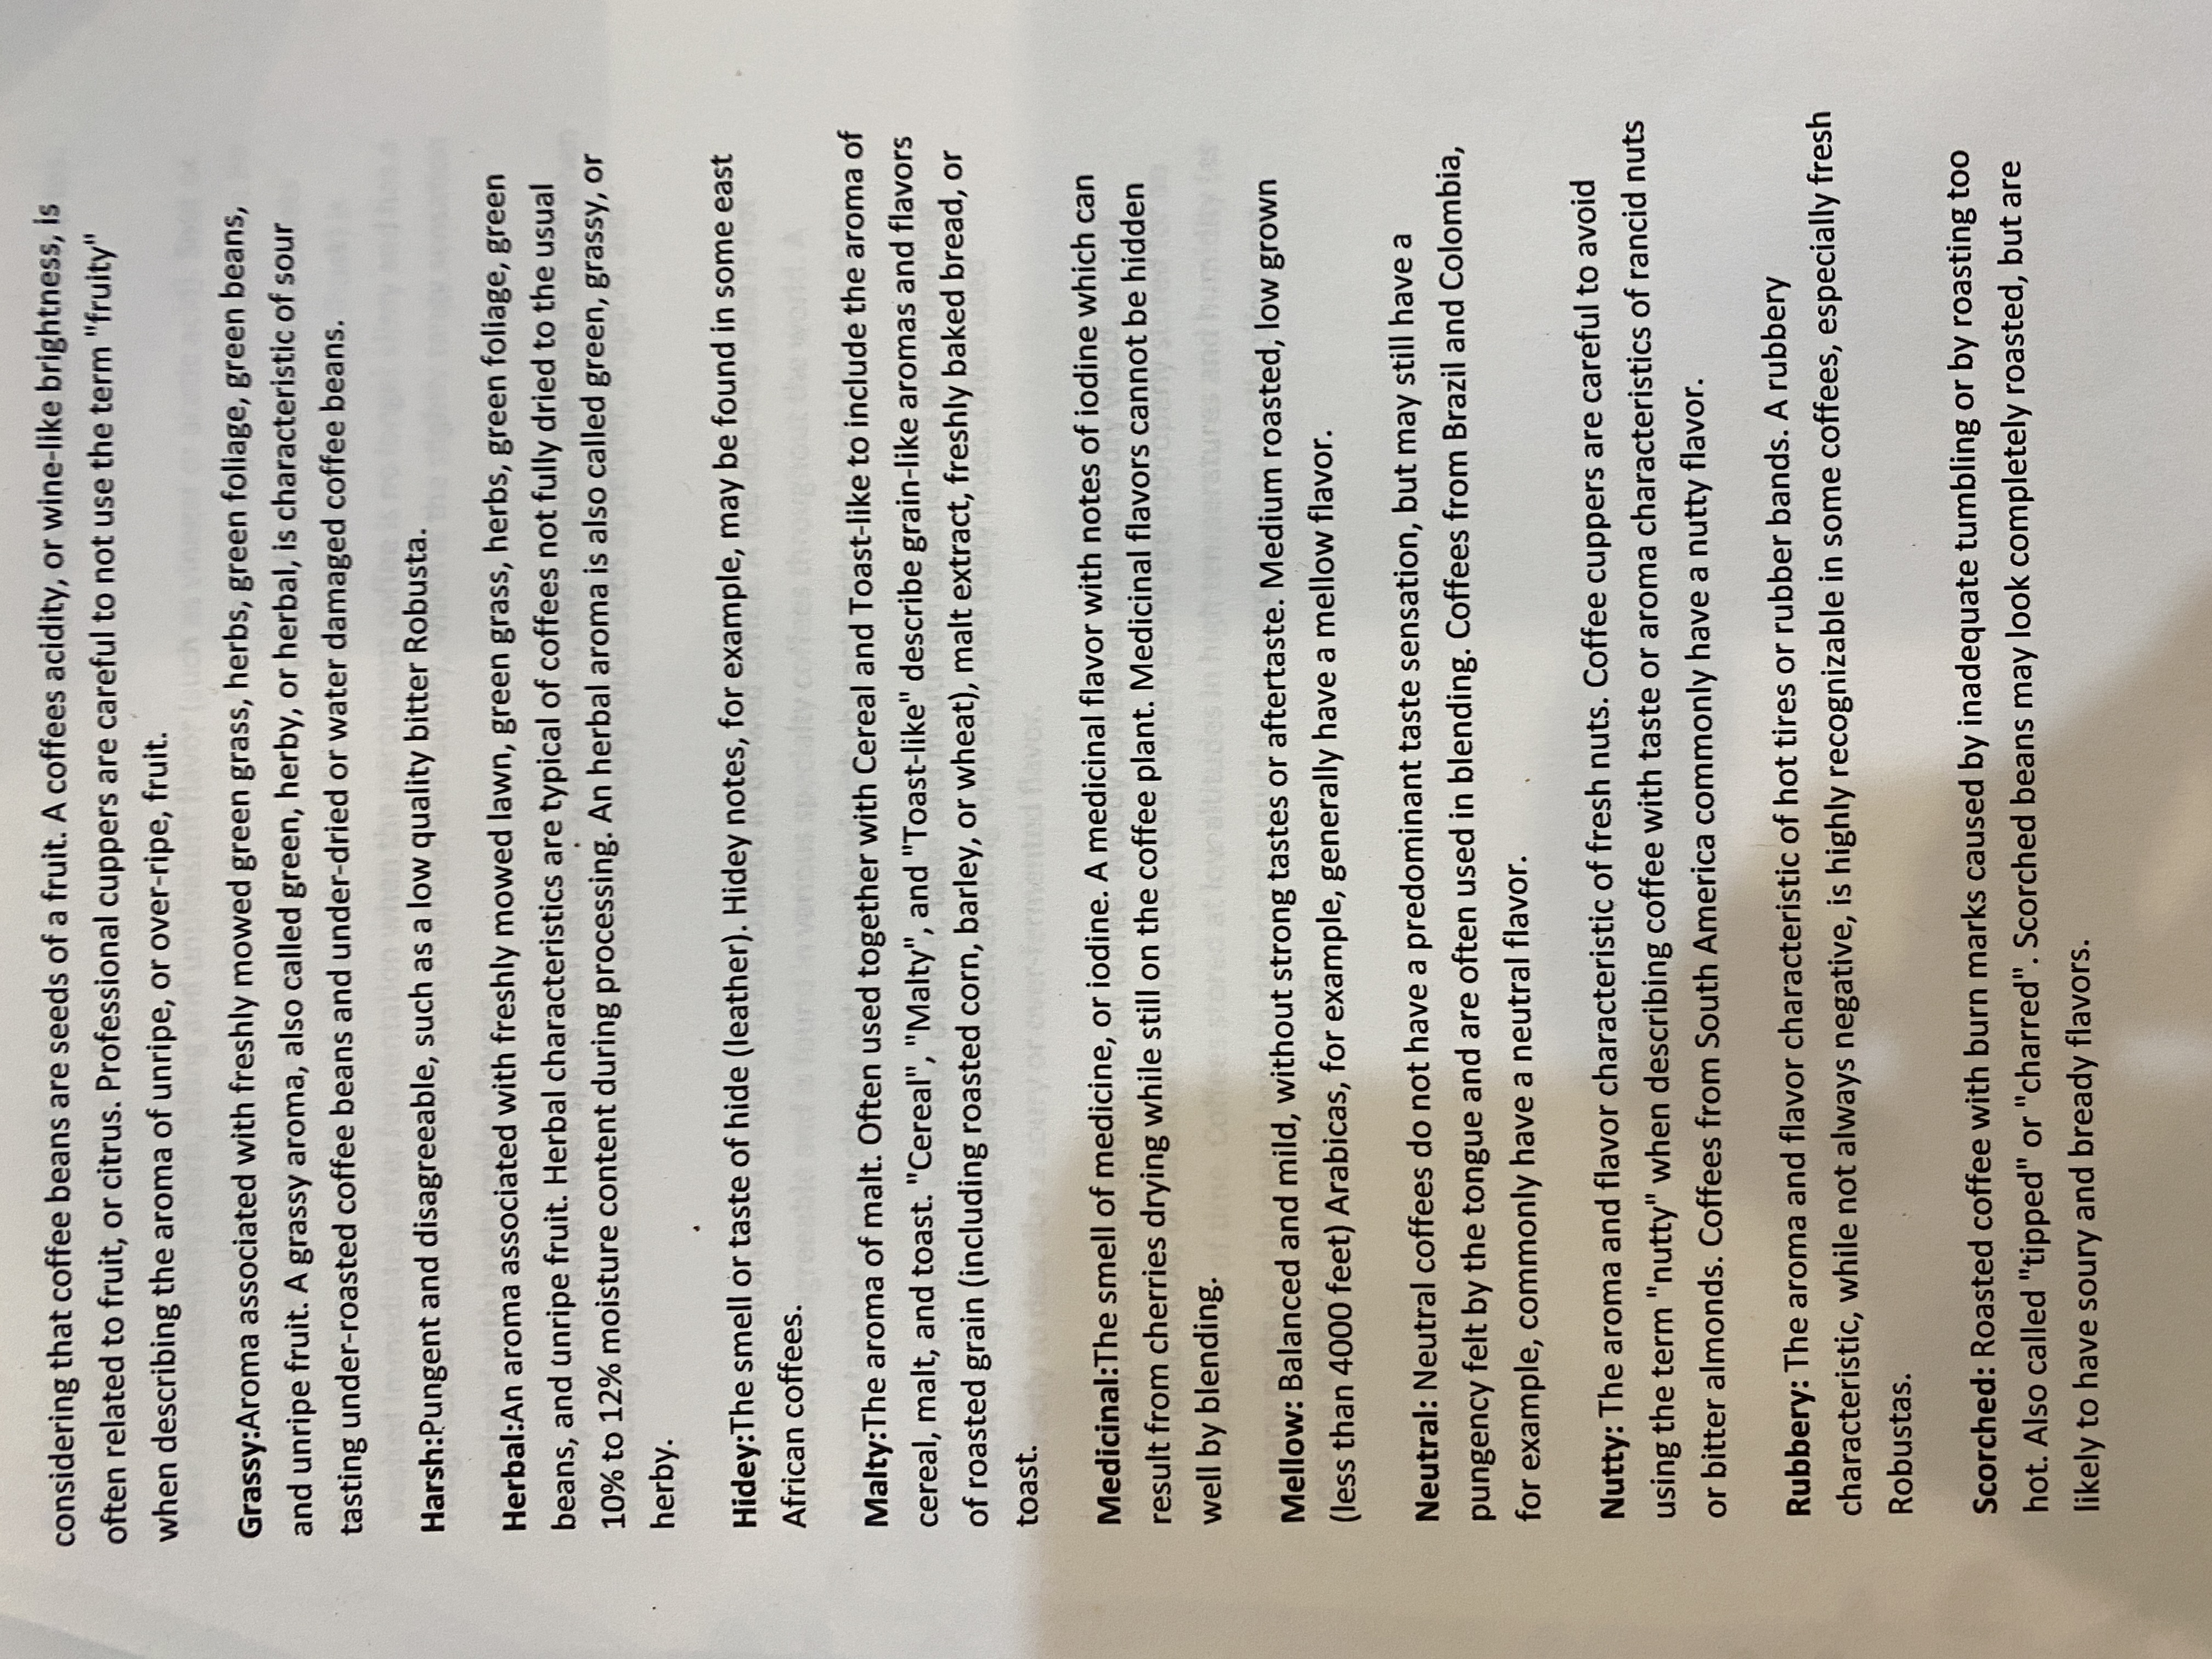 considering that coffee beans are seeds of a fruit. A coffees acidity, or wine-like brightness, is
often related to fruit, or citrus. Professional cuppers are careful to not use the term "fruity"
when describing the aroma of unripe, or over-ripe, fruit.
Grassy:Aroma associated with freshly mowed green grass, herbs, green foliage, green beans,
and unripe fruit. A grassy aroma, also called green, herby, or herbal, is characteristic of sour
tasting under-roasted coffee beans and under-dried or water damaged coffee beans.
Harsh:Pungent and disagreeable, such as a low quality bitter Robusta.
Herbal:An aroma associated with freshly mowed lawn, green grass, herbs, green foliage, green
beans, and unripe fruit. Herbal characteristics are typical of coffees not fully dried to the usual
10% to 12% moisture content during processing. An herbal aroma is also called green, grassy, or
herby.
Hidey:The smell or taste of hide (leather). Hidey notes, for example, may be found in some east
African coffees.
Malty:The aroma of malt. Often used together with Cereal and Toast-like to include the aroma of
cereal, malt, and toast. "Cereal", "Malty", and "Toast-like" describe grain-like aromas and flavors
of roasted grain (including roasted corn, barley, or wheat), malt extract, freshly baked bread, or
toast.
Medicinal:The smell of medicine, or iodine. A medicinal flavor with notes of iodine which can
result from cherries drying while still on the coffee plant. Medicinal flavors cannot be hidden
well by blending.
Mellow: Balanced and mild, without strong tastes or aftertaste. Medium roasted, low grown
(less than 4000 feet) Arabicas, for example, generally have a mellow flavor.
Neutral: Neutral coffees do not have a predominant taste sensation, but may still have a
pungency felt by the tongue and are often used in blending. Coffees from Brazil and Colombia,
for example, commonly have a neutral flavor.
Nutty: The aroma and flavor characteristic of fresh nuts. Coffee cuppers are careful to avoid
using the term "nutty" when describing coffee with taste or aroma characteristics of rancid nuts
or bitter almonds. Coffees from South America commonly have a nutty flavor.
Rubbery: The aroma and flavor characteristic of hot tires or rubber bands. A rubbery
characteristic, while not always negative, is highly recognizable in some coffees, especially fresh
Robustas.
Scorched: Roasted coffee with burn marks caused by inadequate tumbling or by roasting too
hot. Also called "tipped" or "charred". Scorched beans may look completely roasted, but are
likely to have soury and bready flavors.